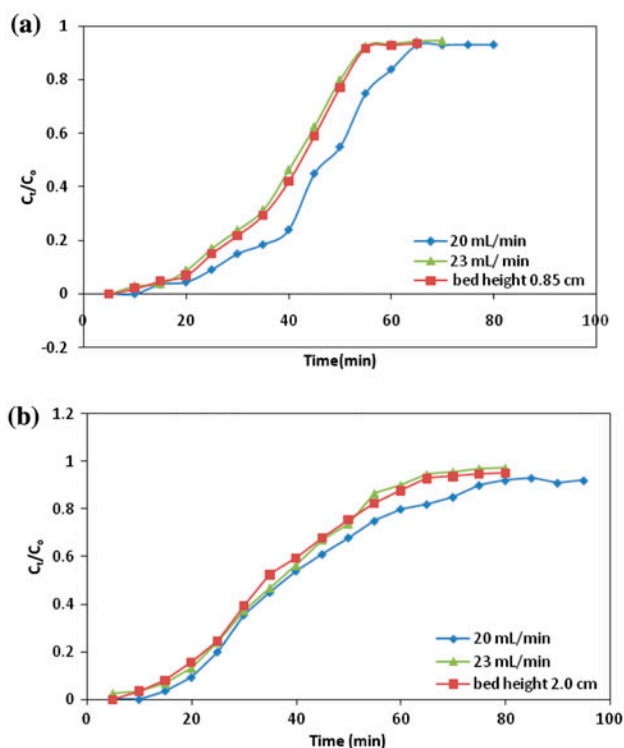 (a)
1
0.8
0.6
0.4
0.2
0
-0.2
Ct/Co
0
20
40
60
80
100
Time(min)
20 mL/min
23 mL/ min
bed height 0.85 cm
(b)
1.2
1
0.8
0.6
0.4
0.2
0
Ct/Co
0
20
40
60
80
100
Time (min)
20 mL/min
23 mL/min
bed height 2.0 cm